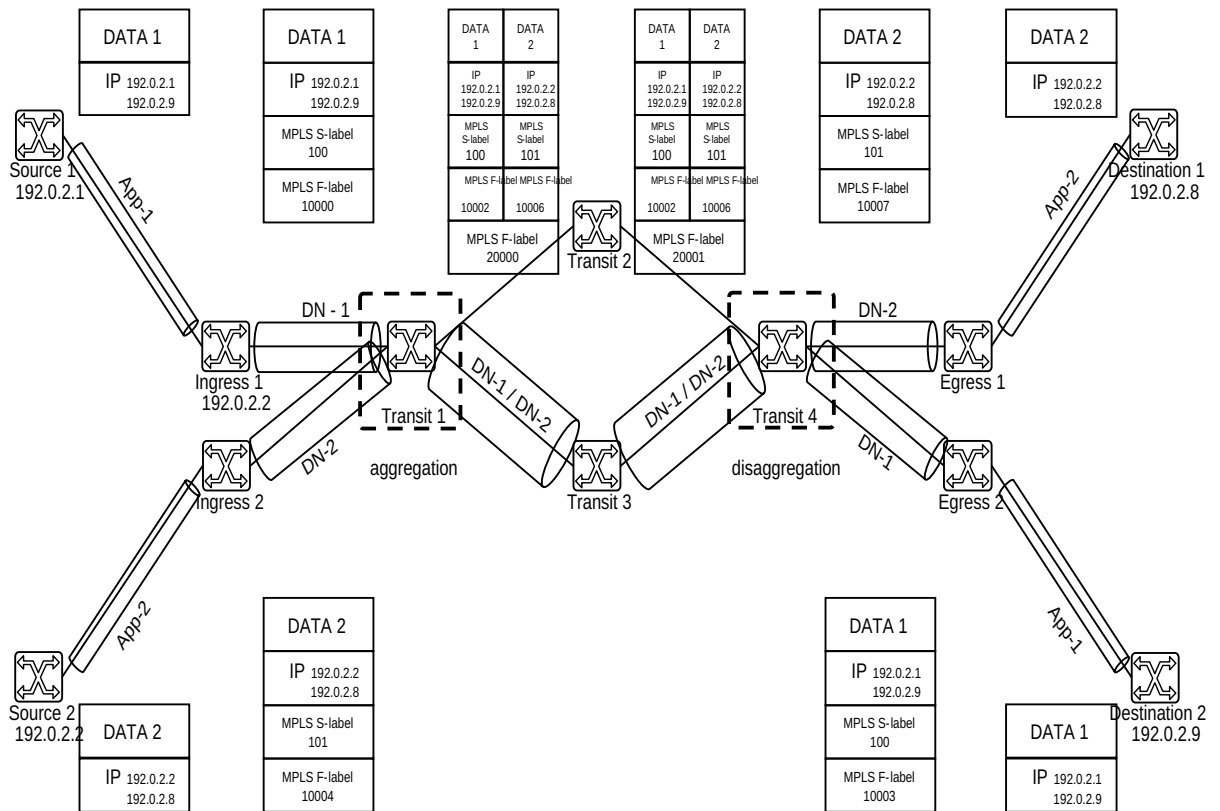 DATA 1
IP 192.0.2.1
192.0.2.9
DATA 1
IP 192.0.2.1
192.0.2.9
MPLS S-label
100
MPLS F-label
10000
DATA
1
DATA
2
IP
192.0.2.1
192.0.2.9
IP
192.0.2.2
192.0.2.8
MPLS
S-label
100
MPLS
S-label
101
MPLS F-label
10002
MPLS F-label
10006
MPLS F-label
20000
DATA
1
DATA
2
IP
192.0.2.1
192.0.2.9
IP
192.0.2.2
192.0.2.8
MPLS
S-label
100
MPLS
S-label
101
MPLS F-label
10002
MPLS F-label
10006
MPLS F-label
20001
DATA 2
IP 192.0.2.2
192.0.2.8
MPLS S-label
101
MPLS F-label
10007
DATA 2
IP 192.0.2.2
192.0.2.8
Source 1
192.0.2.1
App-1
Transit 2
App-2
Destination 1
192.0.2.8
DN - 1
Ingress 1
192.0.2.2
DN-2
Transit 1
aggregation
DN-1 / DN-2
DN-1 / DN-2
Transit 4
disaggregation
DN-2
Egress 1
DN-1
Ingress 2
Transit 3
Egress 2
App-2
App-1
Source 2
192.0.2.2
DATA 2
IP 192.0.2.2
192.0.2.8
DATA 2
IP 192.0.2.2
192.0.2.8
MPLS S-label
101
MPLS F-label
10004
DATA 1
IP 192.0.2.1
192.0.2.9
MPLS S-label
100
MPLS F-label
10003
Destination 2
192.0.2.9
DATA 1
IP 192.0.2.1
192.0.2.9